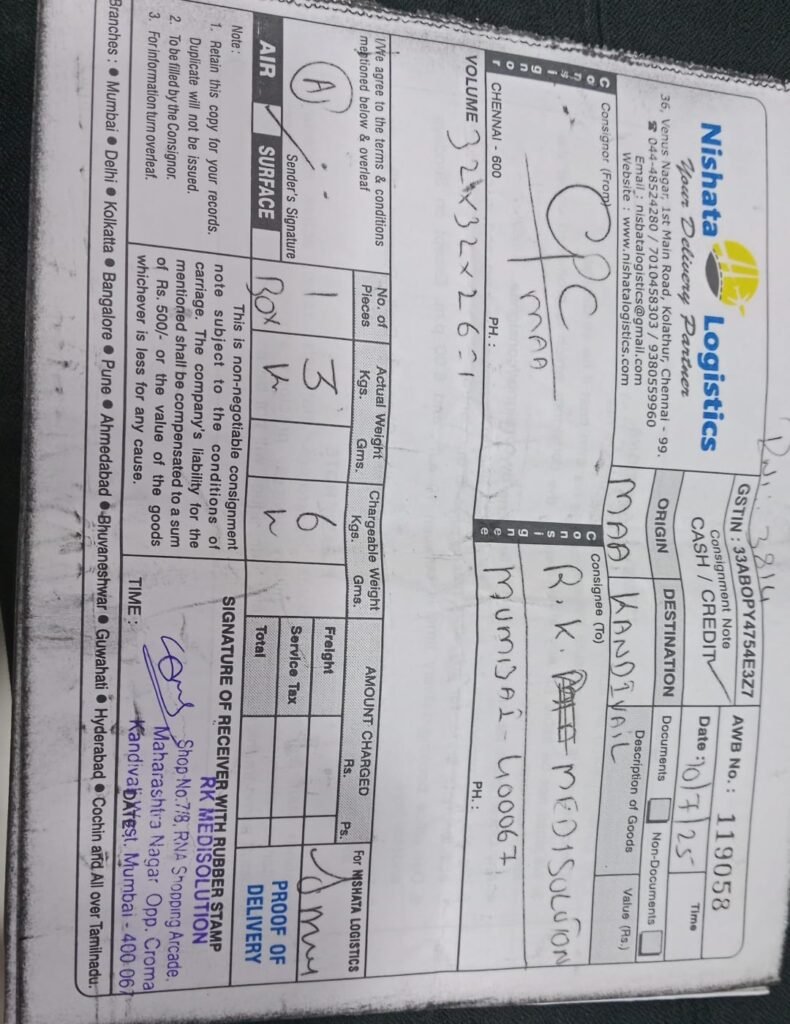 Nishata Logistics
Your Delivery Partner
36, Venus Nagar, 1st Main Road, Kolathur, Chennai - 99.
☎ 044-48524280 / 7010458303 / 9380559960
Email : nishatalogistics@gmail.com
Website : www.nishatalogistics.com
3814
GSTIN : 33ABOPY4754E3Z7
Consignment Note
CASH / CREDIT ✓
AWB No. : 119058
Date : 10/7/25
Time
ORIGIN
MAA
DESTINATION
KANDIVAIL
Documents
Non-Documents
Description of Goods
Value (Rs.)
Consignor
Consignor (From)
CPC
MAA
CHENNAI - 600
PH. :
Consignee
Consignee (To)
R.K. MEDISOLUTION
MUMBAI - 400067
PH. :
VOLUME 32x32x26=1
I/We agree to the terms & conditions
mentioned below & overleaf
A
Sender's Signature
AIR ✓ SURFACE
No. of
Pieces
1
Box
Actual Weight
Kgs. Gms.
3
K
Chargeable Weight
Kgs. Gms.
6
K
AMOUNT CHARGED
Rs. Ps.
Freight
Service Tax
Total
For NISHATA LOGISTICS
PROOF OF
DELIVERY
Note :
1. Retain this copy for your records.
Duplicate will not be issued.
2. To be filled by the Consignor.
3. For information turn overleaf.
This is non-negotiable consignment
note subject to the conditions of
carriage. The company's liability for the
mentioned shall be compensated to a sum
of Rs. 500/- or the value of the goods
whichever is less for any cause.
SIGNATURE OF RECEIVER WITH RUBBER STAMP
RK MEDISOLUTION
Shop No.7/8, RNA Shopping Arcade,
Maharashtra Nagar Opp. Croma
Kandivali West, Mumbai - 400 067
TIME :
DATE
Branches : ● Mumbai ● Delhi ● Kolkatta ● Bangalore ● Pune ● Ahmedabad ● Bhuvaneshwar ● Guwahati ● Hyderabad ● Cochin and All over Tamilnadu.